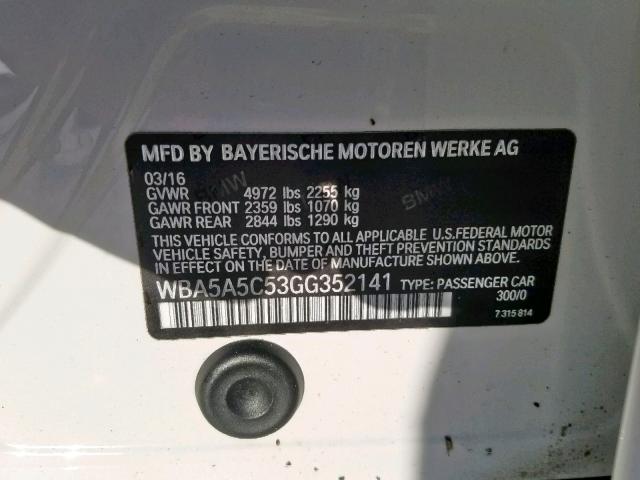 MFD BY BAYERISCHE MOTOREN WERKE AG
03/16
GVWR 4972 lbs 2255 kg
GAWR FRONT 2359 lbs 1070 kg
GAWR REAR 2844 lbs 1290 kg
THIS VEHICLE CONFORMS TO ALL APPLICABLE U.S. FEDERAL MOTOR
VEHICLE SAFETY, BUMPER AND THEFT PREVENTION STANDARDS
IN EFFECT ON THE DATE OF MANUFACTURE SHOWN ABOVE.
WBA5A5C53GG352141 TYPE: PASSENGER CAR
300/0
7 315 814
BMW
BMW